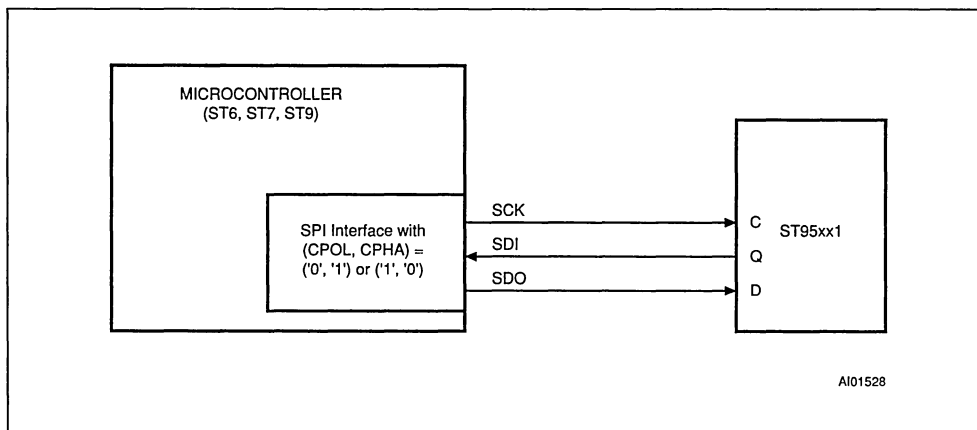 MICROCONTROLLER
(ST6, ST7, ST9)
SPI Interface with
(CPOL, CPHA) =
('0', '1') or ('1', '0')
SCK
SDI
SDO
C
Q
D
ST95xx1
AI01528